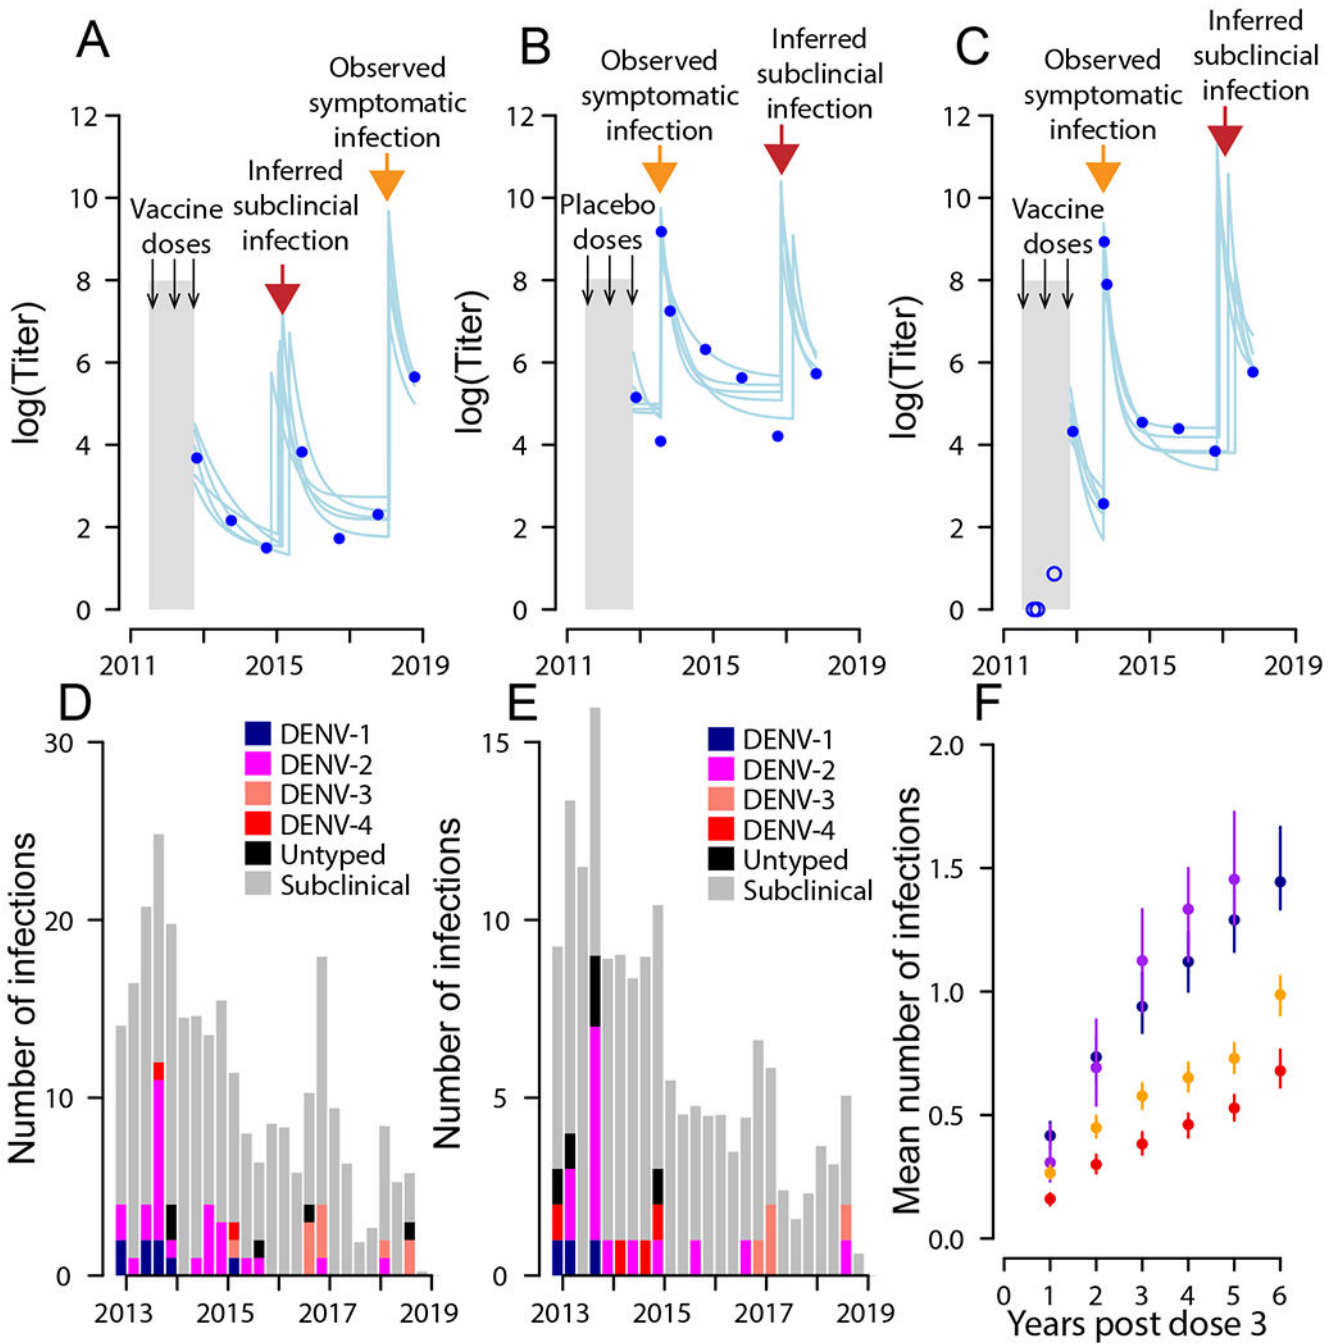 A
Observed
symptomatic
infection
Inferred
subclincial
infection
Vaccine
doses
log(Titer)
12
10
8
6
4
2
0
2011
2015
2019
B
Observed
symptomatic
infection
Inferred
subclincial
infection
Placebo
doses
log(Titer)
12
10
8
6
4
2
0
2011
2015
2019
C
Observed
symptomatic
infection
Inferred
subclincial
infection
Vaccine
doses
log(Titer)
12
10
8
6
4
2
0
2011
2015
2019
D
DENV-1
DENV-2
DENV-3
DENV-4
Untyped
Subclinical
Number of infections
30
20
10
0
2013
2015
2017
2019
E
DENV-1
DENV-2
DENV-3
DENV-4
Untyped
Subclinical
Number of infections
15
10
5
0
2013
2015
2017
2019
F
Mean number of infections
2.0
1.5
1.0
0.5
0.0
0 1 2 3 4 5 6
Years post dose 3